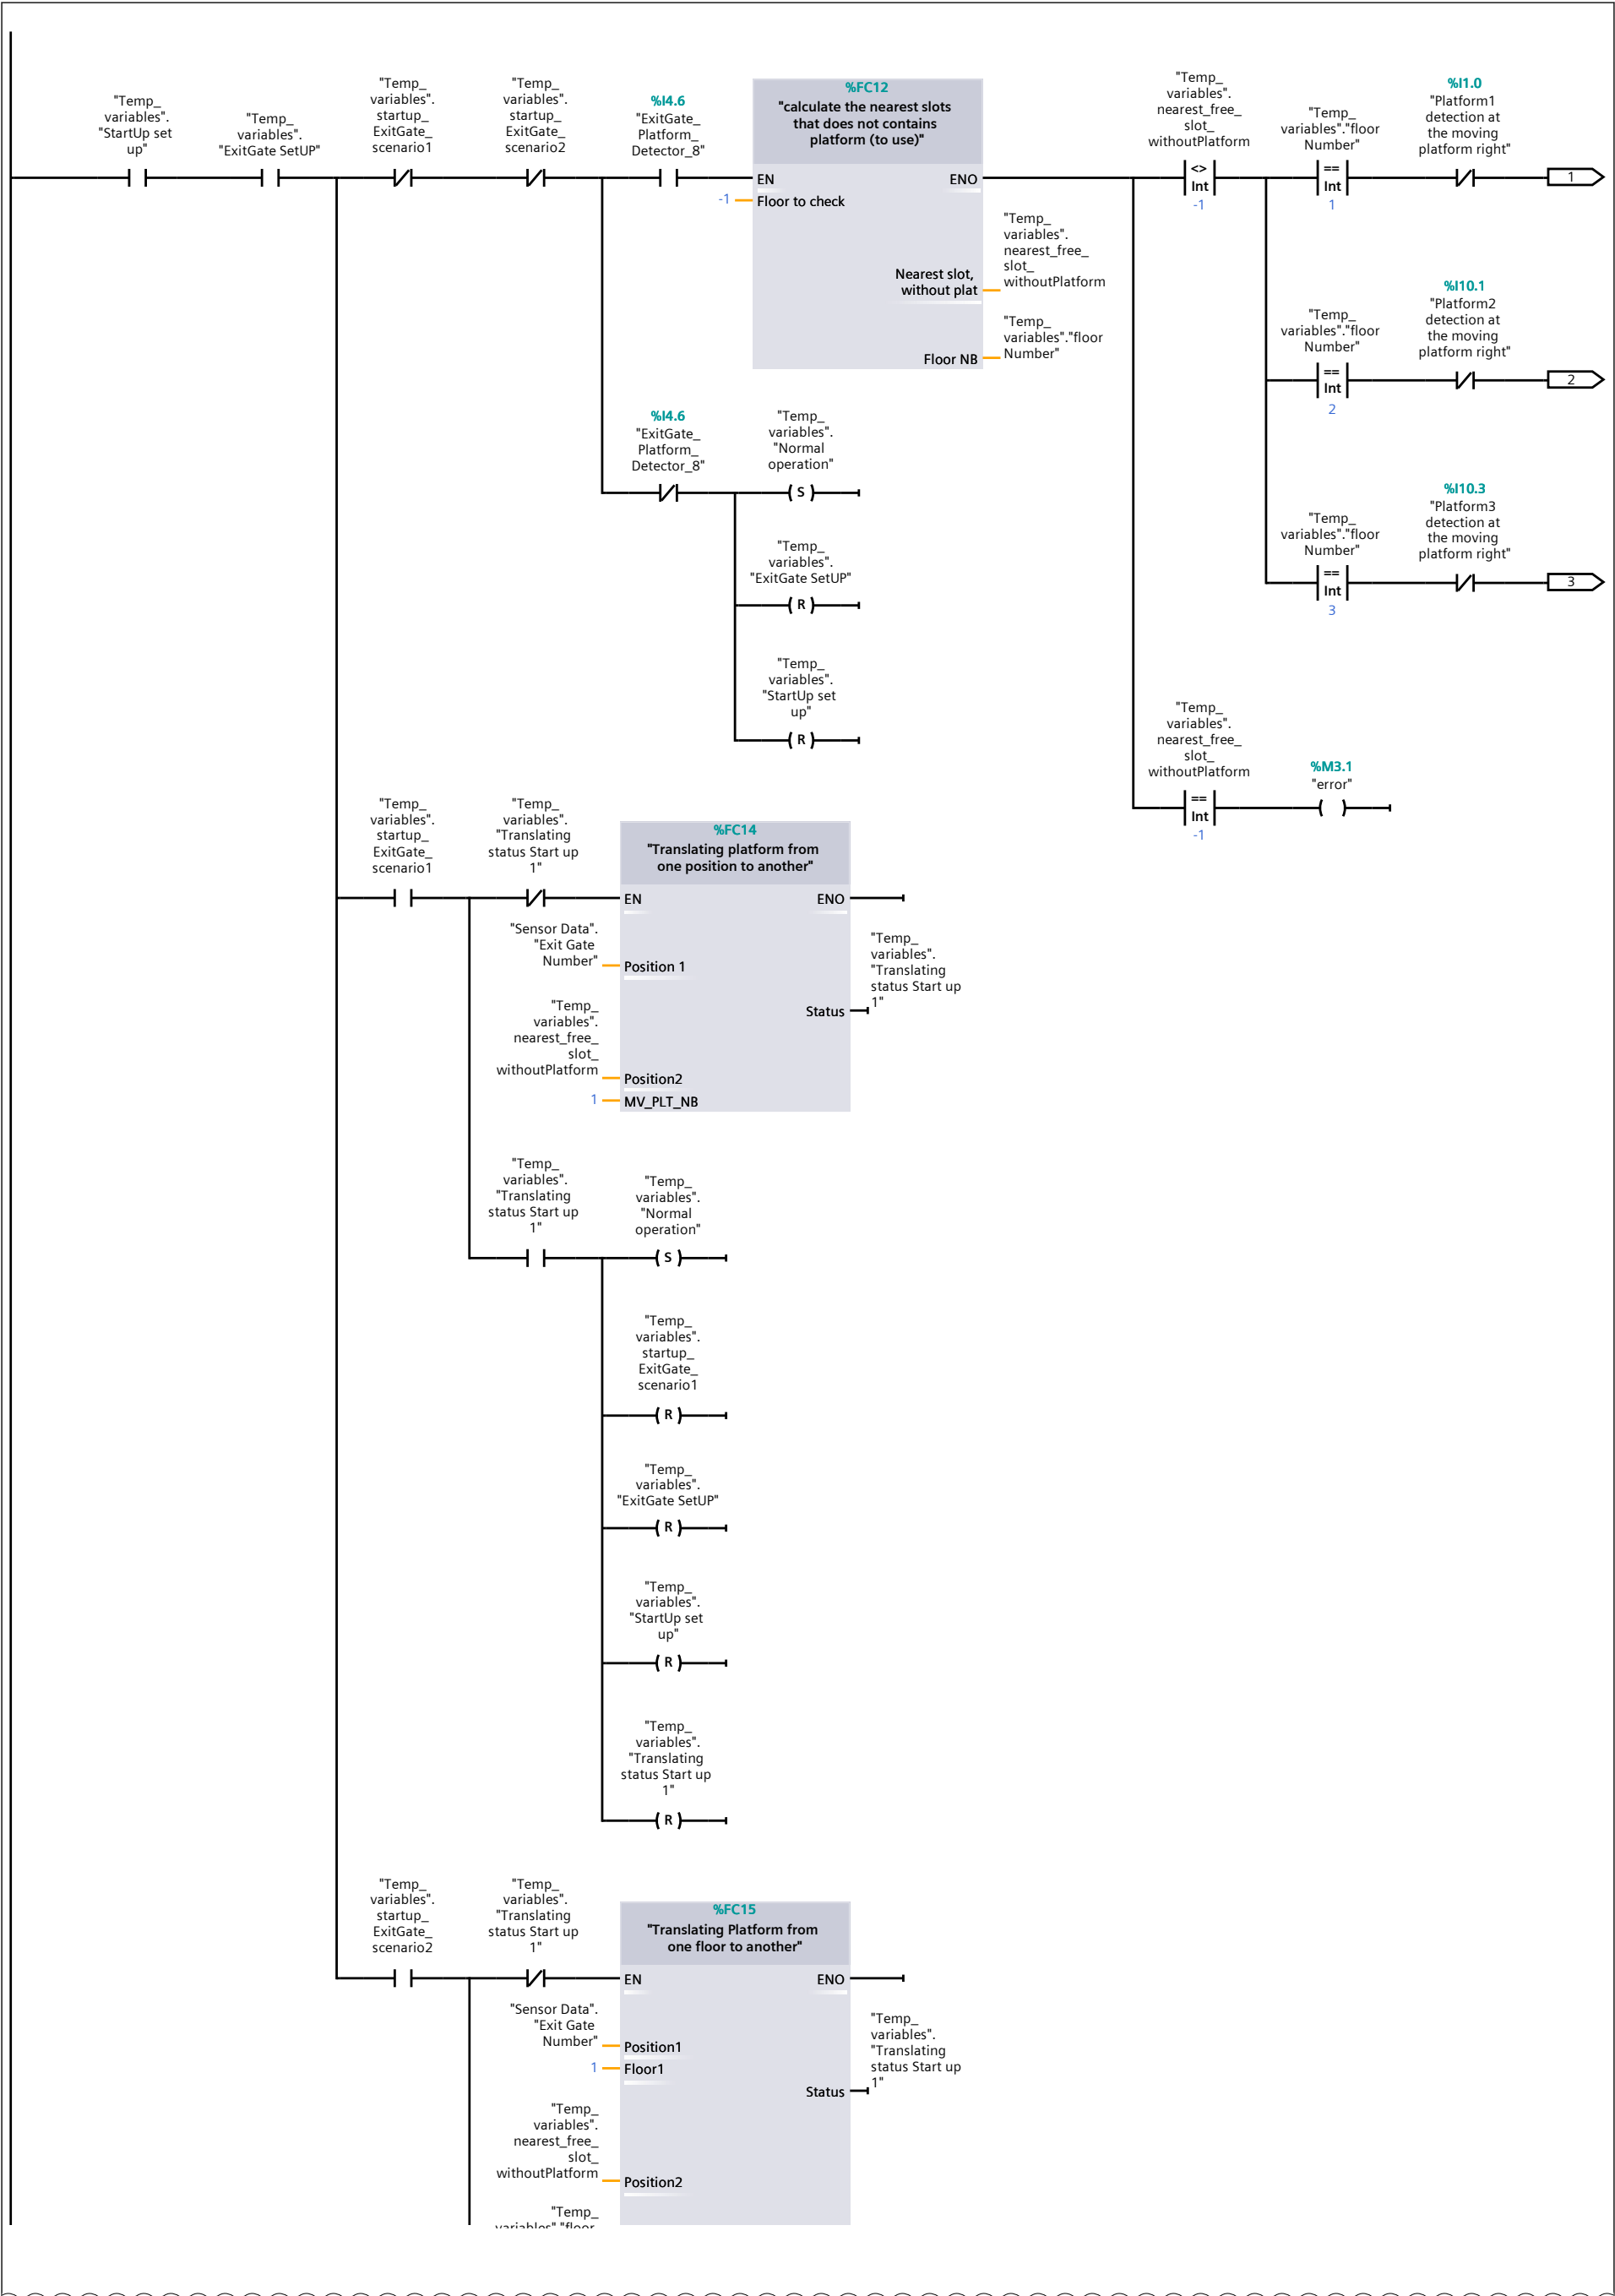 "Temp_
variables".
"StartUp set
up"
"Temp_
variables".
"ExitGate SetUP"
"Temp_
variables".
startup_
ExitGate_
scenario1
"Temp_
variables".
startup_
ExitGate_
scenario2
%I4.6
"ExitGate_
Platform_
Detector_8"
%FC12
"calculate the nearest slots
that does not contains
platform (to use)"
EN
ENO
-1
Floor to check
Nearest slot,
without plat
"Temp_
variables".
nearest_free_
slot_
withoutPlatform
Floor NB
"Temp_
variables"."floor
Number"
"Temp_
variables".
nearest_free_
slot_
withoutPlatform
<>
Int
-1
"Temp_
variables"."floor
Number"
==
Int
1
%I1.0
"Platform1
detection at
the moving
platform right"
1
"Temp_
variables"."floor
Number"
==
Int
2
%I10.1
"Platform2
detection at
the moving
platform right"
2
"Temp_
variables"."floor
Number"
==
Int
3
%I10.3
"Platform3
detection at
the moving
platform right"
3
"Temp_
variables".
nearest_free_
slot_
withoutPlatform
==
Int
-1
%M3.1
"error"
%I4.6
"ExitGate_
Platform_
Detector_8"
"Temp_
variables".
"Normal
operation"
S
"Temp_
variables".
"ExitGate SetUP"
R
"Temp_
variables".
"StartUp set
up"
R
"Temp_
variables".
startup_
ExitGate_
scenario1
"Temp_
variables".
"Translating
status Start up
1"
%FC14
"Translating platform from
one position to another"
EN
ENO
"Sensor Data".
"Exit Gate
Number"
Position 1
"Temp_
variables".
"Translating
status Start up
1"
Status
"Temp_
variables".
nearest_free_
slot_
withoutPlatform
Position2
1
MV_PLT_NB
"Temp_
variables".
"Translating
status Start up
1"
"Temp_
variables".
"Normal
operation"
S
"Temp_
variables".
startup_
ExitGate_
scenario1
R
"Temp_
variables".
"ExitGate SetUP"
R
"Temp_
variables".
"StartUp set
up"
R
"Temp_
variables".
"Translating
status Start up
1"
R
"Temp_
variables".
startup_
ExitGate_
scenario2
"Temp_
variables".
"Translating
status Start up
1"
%FC15
"Translating Platform from
one floor to another"
EN
ENO
"Sensor Data".
"Exit Gate
Number"
Position1
1
Floor1
"Temp_
variables".
"Translating
status Start up
1"
Status
"Temp_
variables".
nearest_free_
slot_
withoutPlatform
Position2
"Temp_
variables"."floor